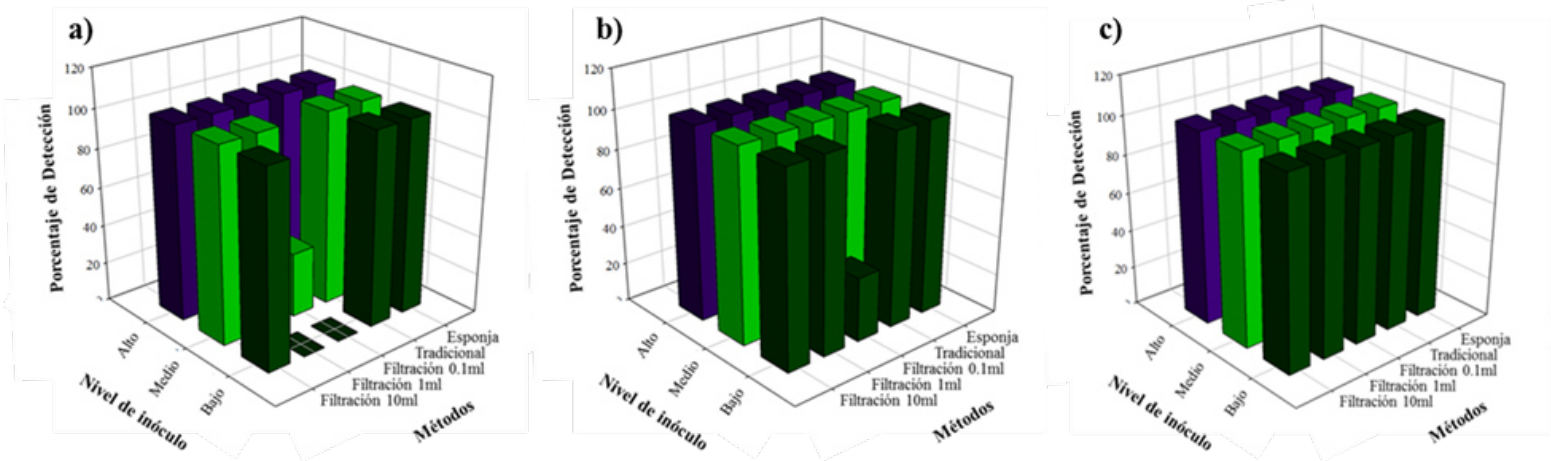 a)
120
100
80
60
40
20
Porcentaje de Detección
Alto
Medio
Bajo
Nivel de inóculo
Esponja
Tradicional
Filtración 0.1ml
Filtración 1ml
Filtración 10ml
Métodos
b)
120
100
80
60
40
20
Porcentaje de Detección
Alto
Medio
Bajo
Nivel de inóculo
Esponja
Tradicional
Filtración 0.1ml
Filtración 1ml
Filtración 10ml
Métodos
c)
120
100
80
60
40
20
Porcentaje de Detección
Alto
Medio
Bajo
Nivel de inóculo
Esponja
Tradicional
Filtración 0.1ml
Filtración 1ml
Filtración 10ml
Métodos